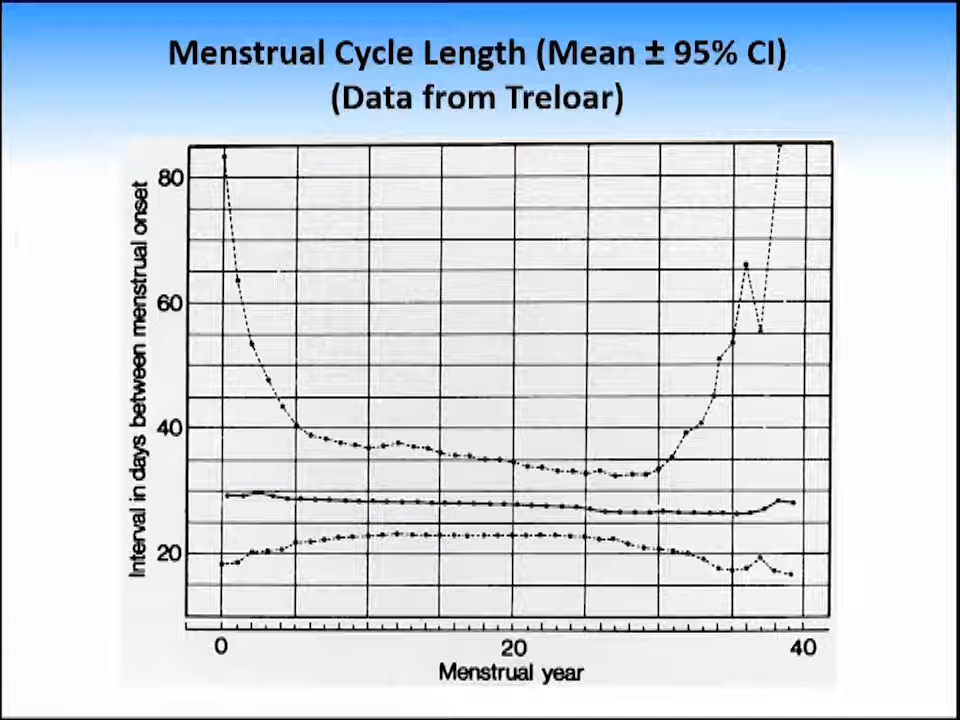 Menstrual Cycle Length (Mean ± 95% CI)
(Data from Treloar)
Interval in days between menstrual onset
80
60
40
20
0
20
40
Menstrual year